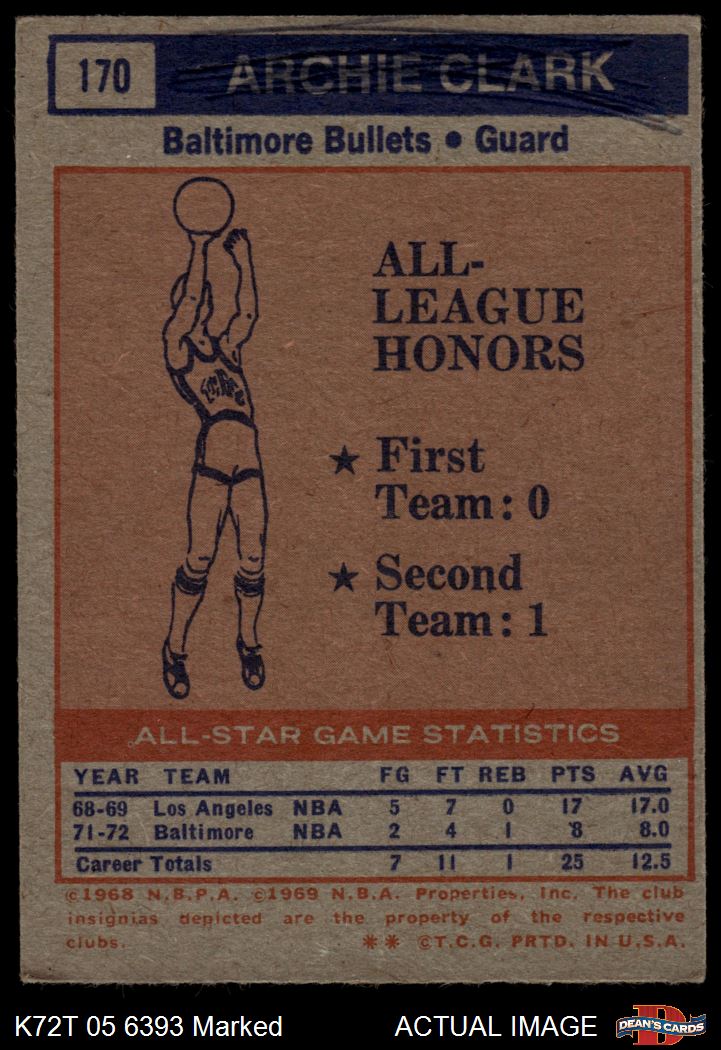 170 ARCHIE CLARK
Baltimore Bullets • Guard
ALL-
LEAGUE
HONORS
★ First
Team: 0
★ Second
Team: 1
ALL-STAR GAME STATISTICS
YEAR TEAM FG FT REB PTS AVG
68-69 Los Angeles NBA 5 7 0 17 17.0
71-72 Baltimore NBA 2 4 1 8 8.0
Career Totals 7 11 1 25 12.5
©1968 N.B.P.A. ©1969 N.B.A. Properties, Inc. The club
insignias depicted are the property of the respective
clubs. ** ©T.C.G. PRTD. IN U.S.A.
K72T 05 6393 Marked ACTUAL IMAGE DEAN'S CARDS